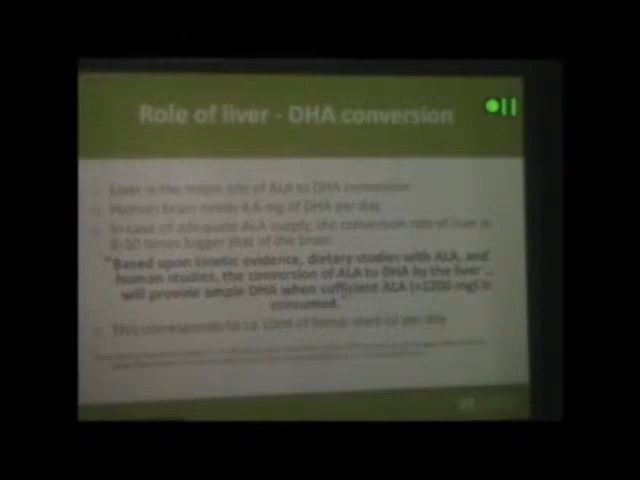 Role of liver - DHA conversion
Liver is the major site of ALA to DHA conversion
Human brain needs 4.6 mg of DHA per day
In case of adequate ALA supply, the conversion rate of liver is
8-10 times bigger that of the brain
"Based upon kinetic evidence, dietary studies with ALA, and
human studies, the conversion of ALA to DHA by the liver ..
will provide ample DHA when sufficient ALA (>1200 mg) is
consumed."
This corresponds to ca 10ml of hemp seed oil per day